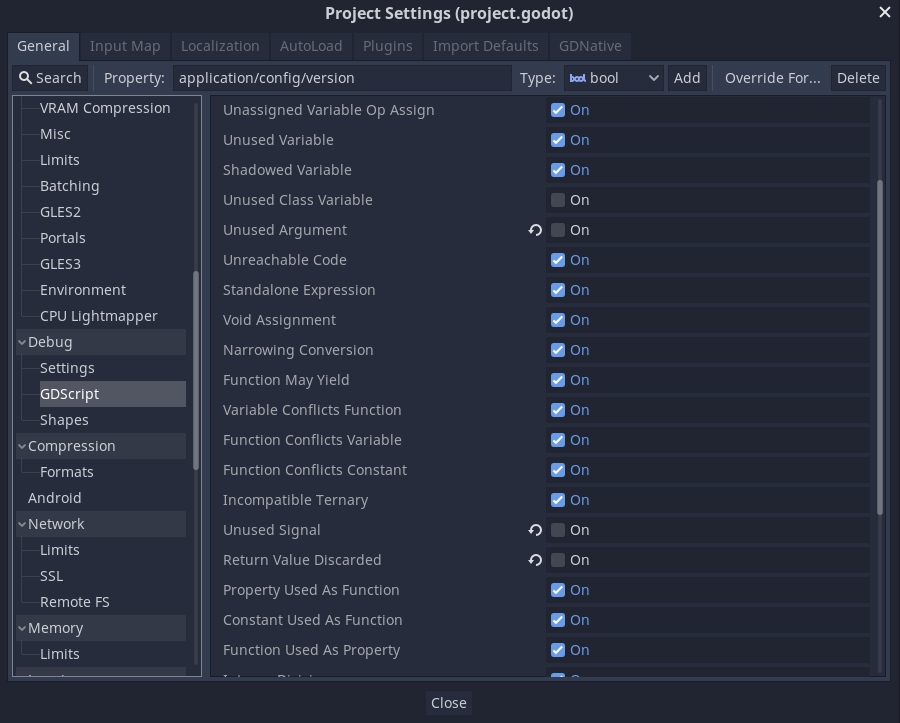 Project Settings (project.godot)
General Input Map Localization AutoLoad Plugins Import Defaults GDNative
Search Property: application/config/version Type: bool bool Add Override For... Delete
VRAM Compression
Misc
Limits
Batching
GLES2
Portals
GLES3
Environment
CPU Lightmapper
Debug
Settings
GDScript
Shapes
Compression
Formats
Android
Network
Limits
SSL
Remote FS
Memory
Limits
Unassigned Variable Op Assign On
Unused Variable On
Shadowed Variable On
Unused Class Variable On
Unused Argument On
Unreachable Code On
Standalone Expression On
Void Assignment On
Narrowing Conversion On
Function May Yield On
Variable Conflicts Function On
Function Conflicts Variable On
Function Conflicts Constant On
Incompatible Ternary On
Unused Signal On
Return Value Discarded On
Property Used As Function On
Constant Used As Function On
Function Used As Property On
Close